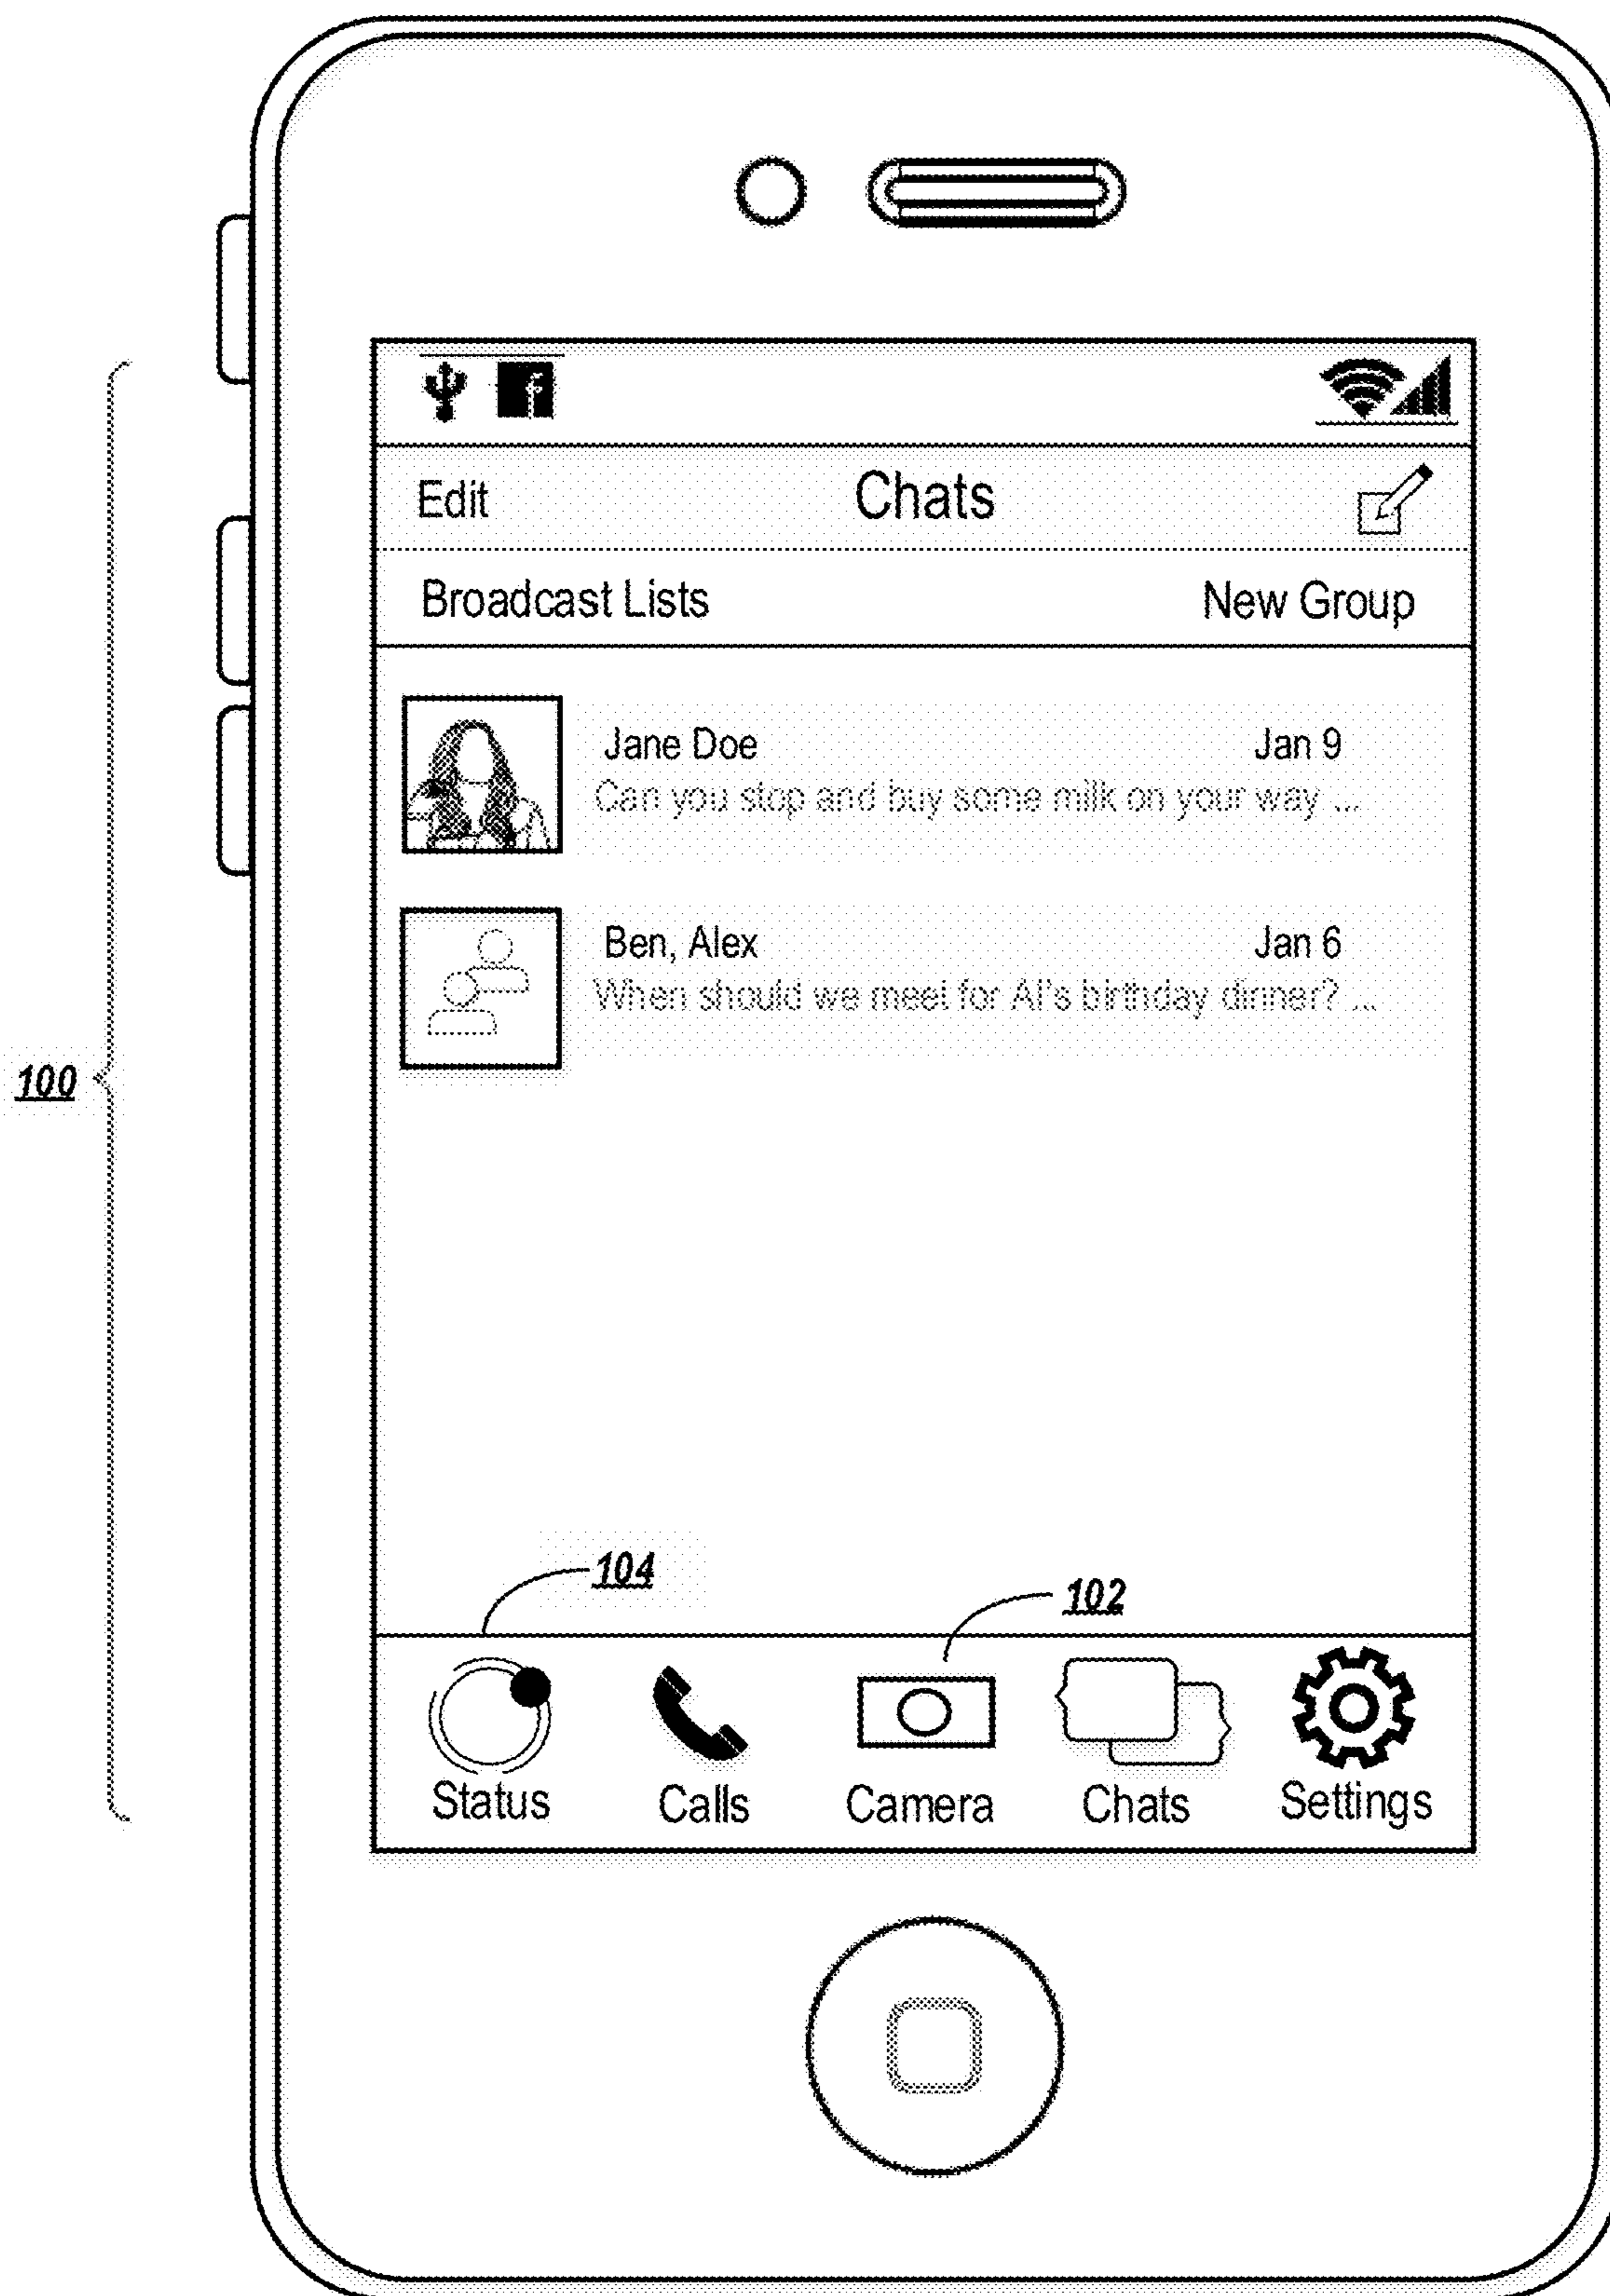 f
Edit Chats
Broadcast Lists New Group
Jane Doe Jan 9
Can you stop and buy some milk on your way ...
Ben, Alex Jan 6
When should we meet for Al's birthday dinner? ...
100
104
102
Status Calls Camera Chats Settings